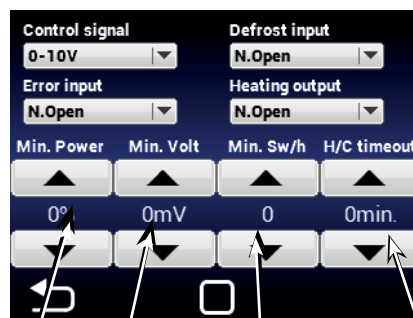 Control signal Defrost input
0-10V N.Open
Error input Heating output
N.Open N.Open
Min. Power Min. Volt Min. Sw/h H/C timeout
0% 0mV 0 0min.